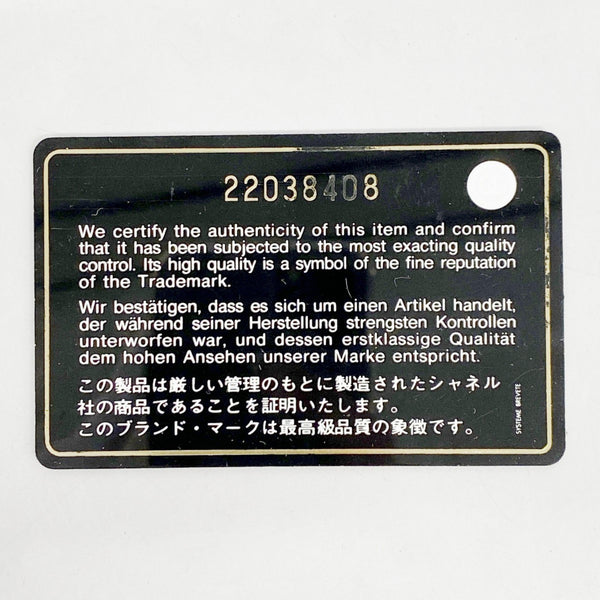 22038408
We certify the authenticity of this item and confirm
that it has been subjected to the most exacting quality
control. Its high quality is a symbol of the fine reputation
of the Trademark.
Wir bestätigen, dass es sich um einen Artikel handelt,
der während seiner Herstellung strengsten Kontrollen
unterworfen war, und dessen erstklassige Qualität
dem hohen Ansehen unserer Marke entspricht.
この製品は厳しい管理のもとに製造されたシャネル
社の商品であることを証明いたします。
このブランド・マークは最高級品質の象徴です。
SYSTEME BREVETE